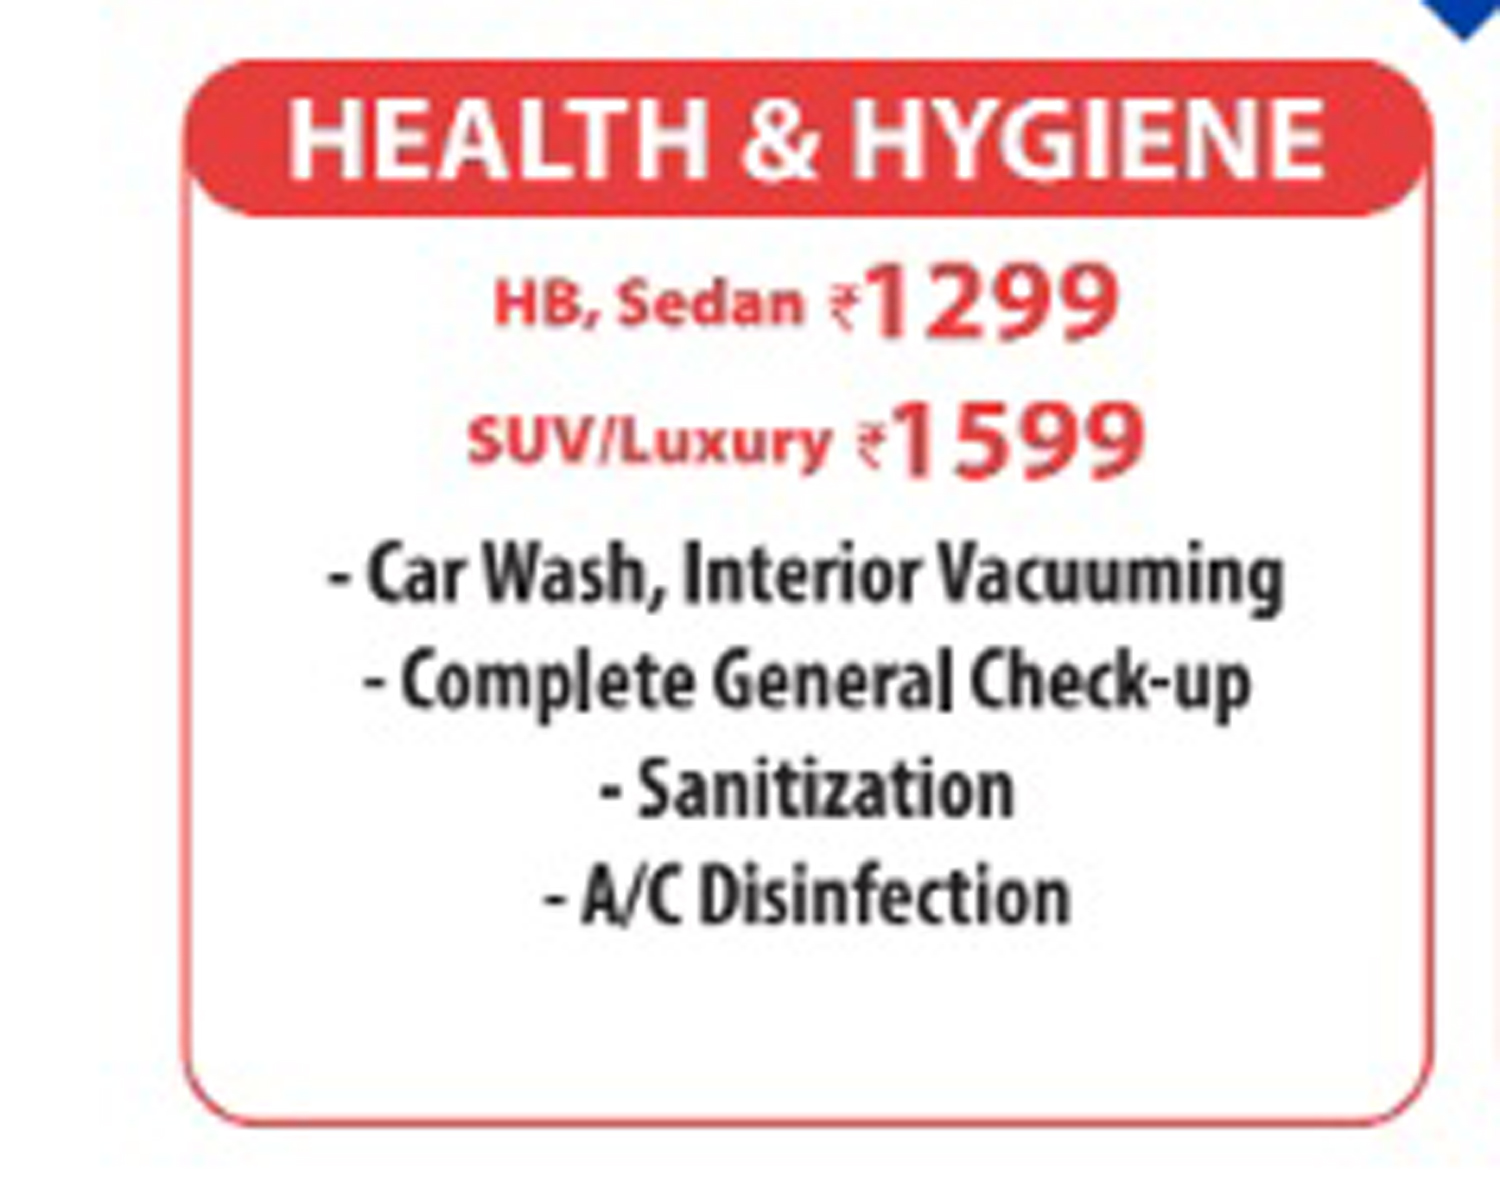 HEALTH & HYGIENE
HB, Sedan ₹1299
SUV/Luxury ₹1599
- Car Wash, Interior Vacuuming
- Complete General Check-up
- Sanitization
- A/C Disinfection